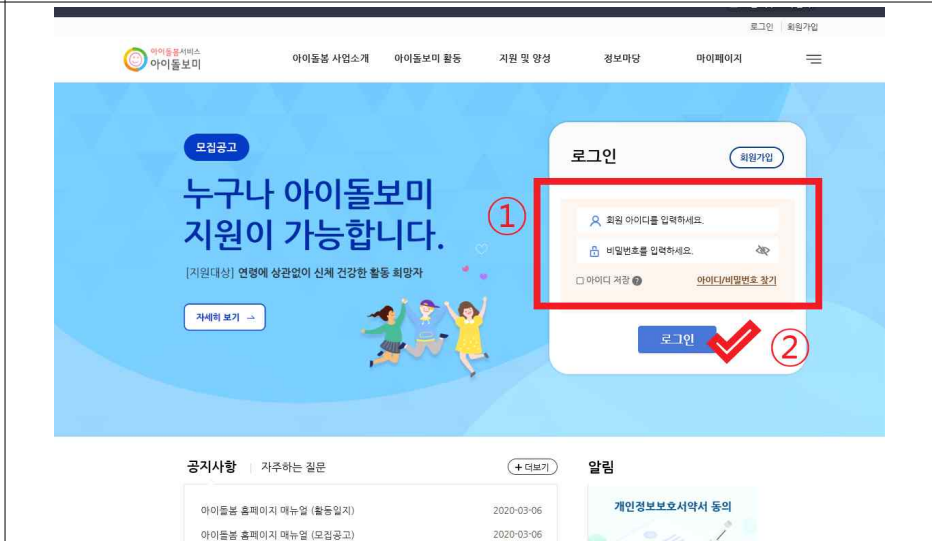 로그인 회원가입
아이돌봄서비스
아이돌보미
아이돌봄 사업소개 아이돌보미 활동 지원 및 양성 정보마당 마이페이지
모집공고
누구나 아이돌보미
지원이 가능합니다.
[지원대상] 연령에 상관없이 신체 건강한 활동 희망자
자세히 보기 →
로그인 회원가입
①
회원 아이디를 입력하세요.
비밀번호를 입력하세요.
아이디 저장 ? 아이디/비밀번호 찾기
로그인
②
공지사항 자주하는 질문 + 더보기
아이돌봄 홈페이지 매뉴얼 (활동일지) 2020-03-06
아이돌봄 홈페이지 매뉴얼 (모집공고) 2020-03-06
알림
개인정보보호서약서 동의